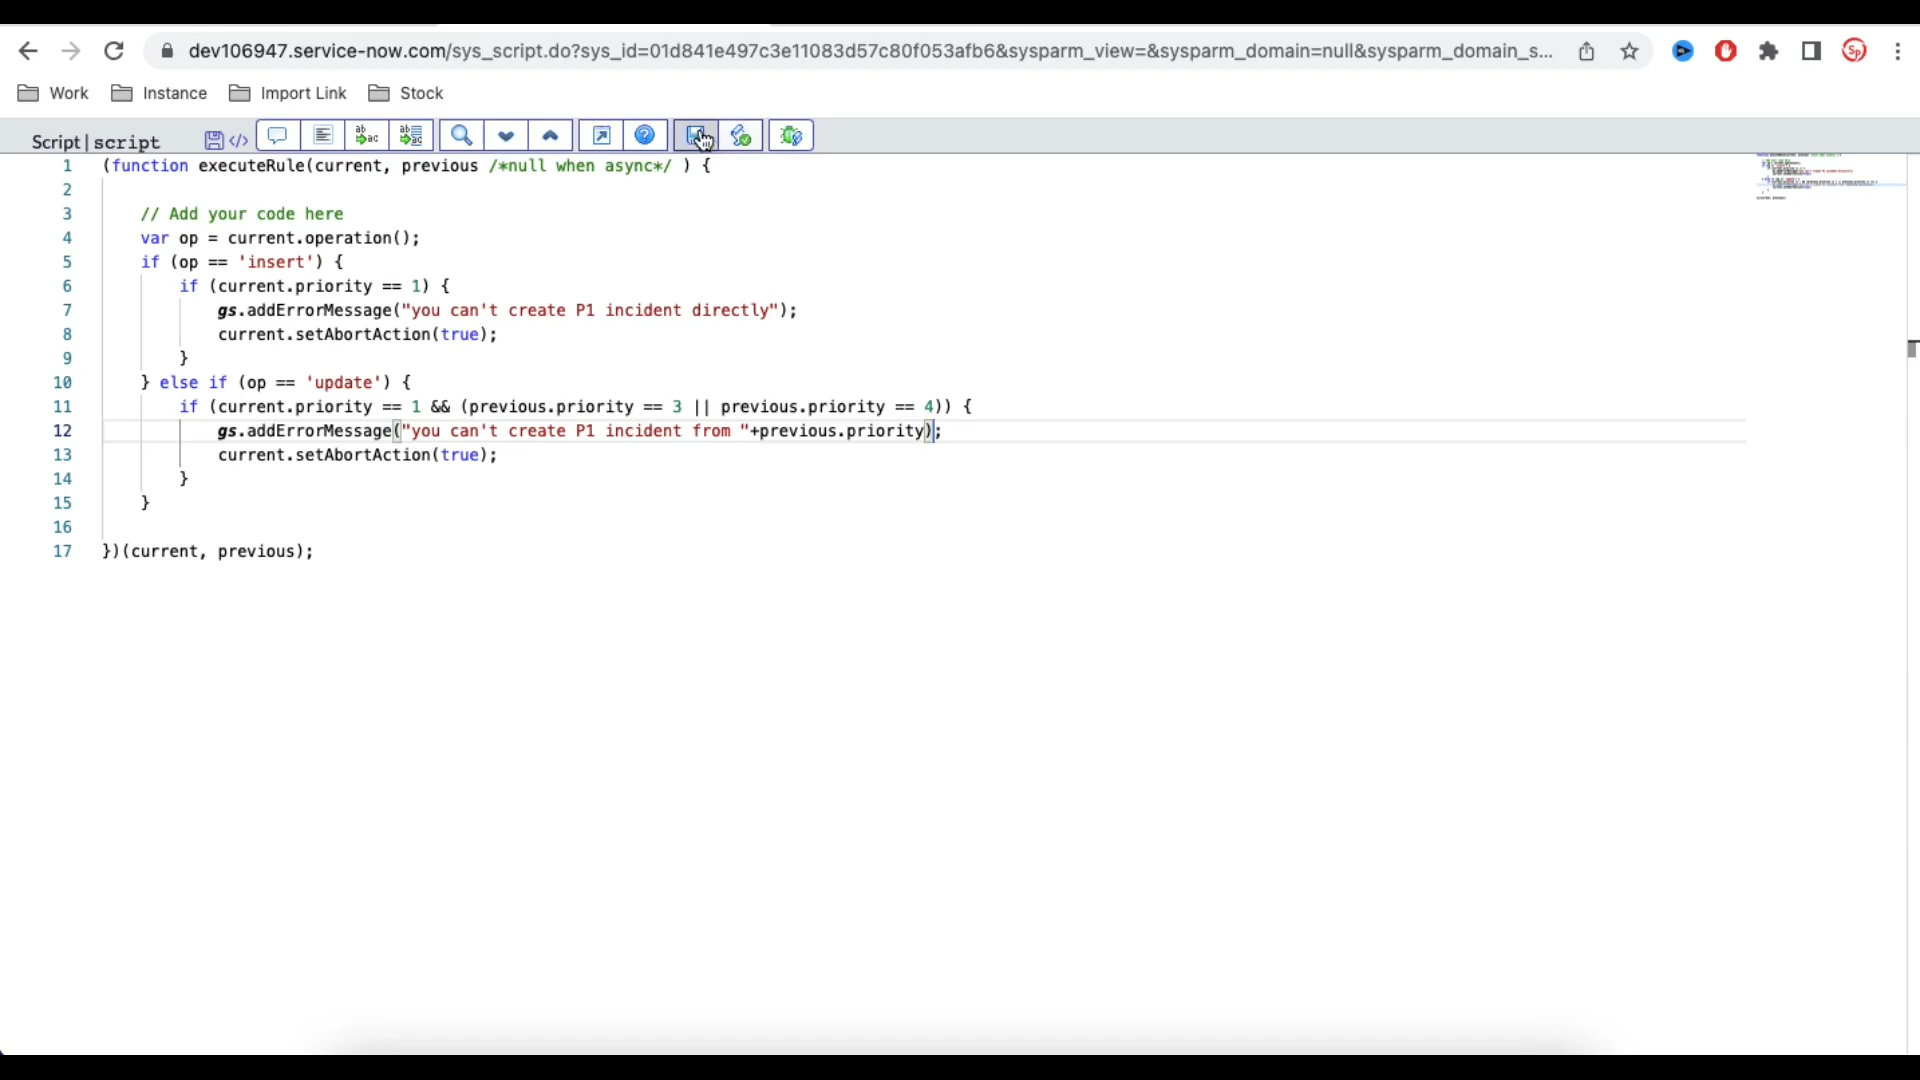 dev106947.service-now.com/sys_script.do?sys_id=01d841e497c3e11083d57c80f053afb6&sysparm_view=&sysparm_domain=null&sysparm_domain_s...
Work Instance Import Link Stock
Script|script
1 (function executeRule(current, previous /*null when async*/ ) {
2
3 // Add your code here
4 var op = current.operation();
5 if (op == 'insert') {
6 if (current.priority == 1) {
7 gs.addErrorMessage("you can't create P1 incident directly");
8 current.setAbortAction(true);
9 }
10 } else if (op == 'update') {
11 if (current.priority == 1 && (previous.priority == 3 || previous.priority == 4)) {
12 gs.addErrorMessage("you can't create P1 incident from "+previous.priority);
13 current.setAbortAction(true);
14 }
15 }
16
17 })(current, previous);